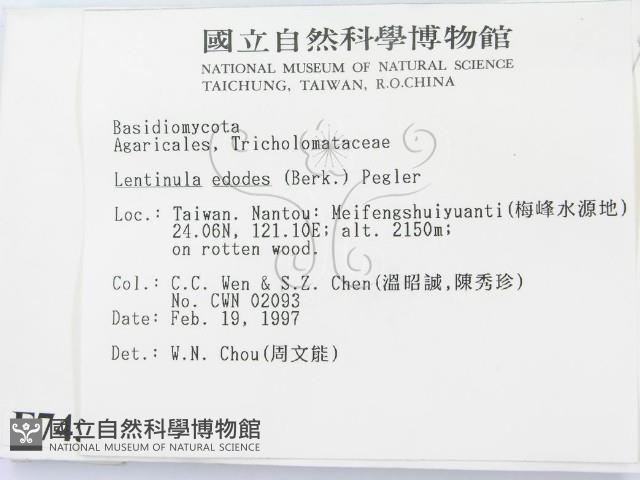 國立自然科學博物館
NATIONAL MUSEUM OF NATURAL SCIENCE
TAICHUNG, TAIWAN, R.O.CHINA
Basidiomycota
Agaricales, Tricholomataceae
Lentinula edodes (Berk.) Pegler
Loc.: Taiwan. Nantou: Meifengshuiyuanti(梅峰水源地)
24.06N, 121.10E; alt. 2150m;
on rotten wood.
Col.: C.C. Wen & S.Z. Chen(溫昭誠,陳秀珍)
No. CWN 02093
Date: Feb. 19, 1997
Det.: W.N. Chou(周文能)
國立自然科學博物館
NATIONAL MUSEUM OF NATURAL SCIENCE